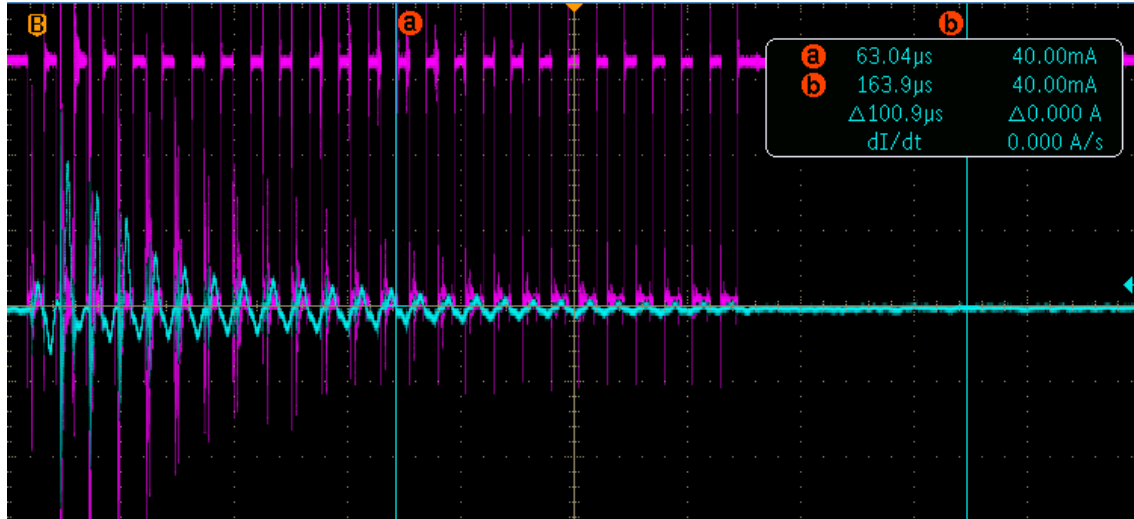 B
a
b
a 63.04µs 40.00mA
b 163.9µs 40.00mA
Δ100.9µs Δ0.000 A
dI/dt 0.000 A/s